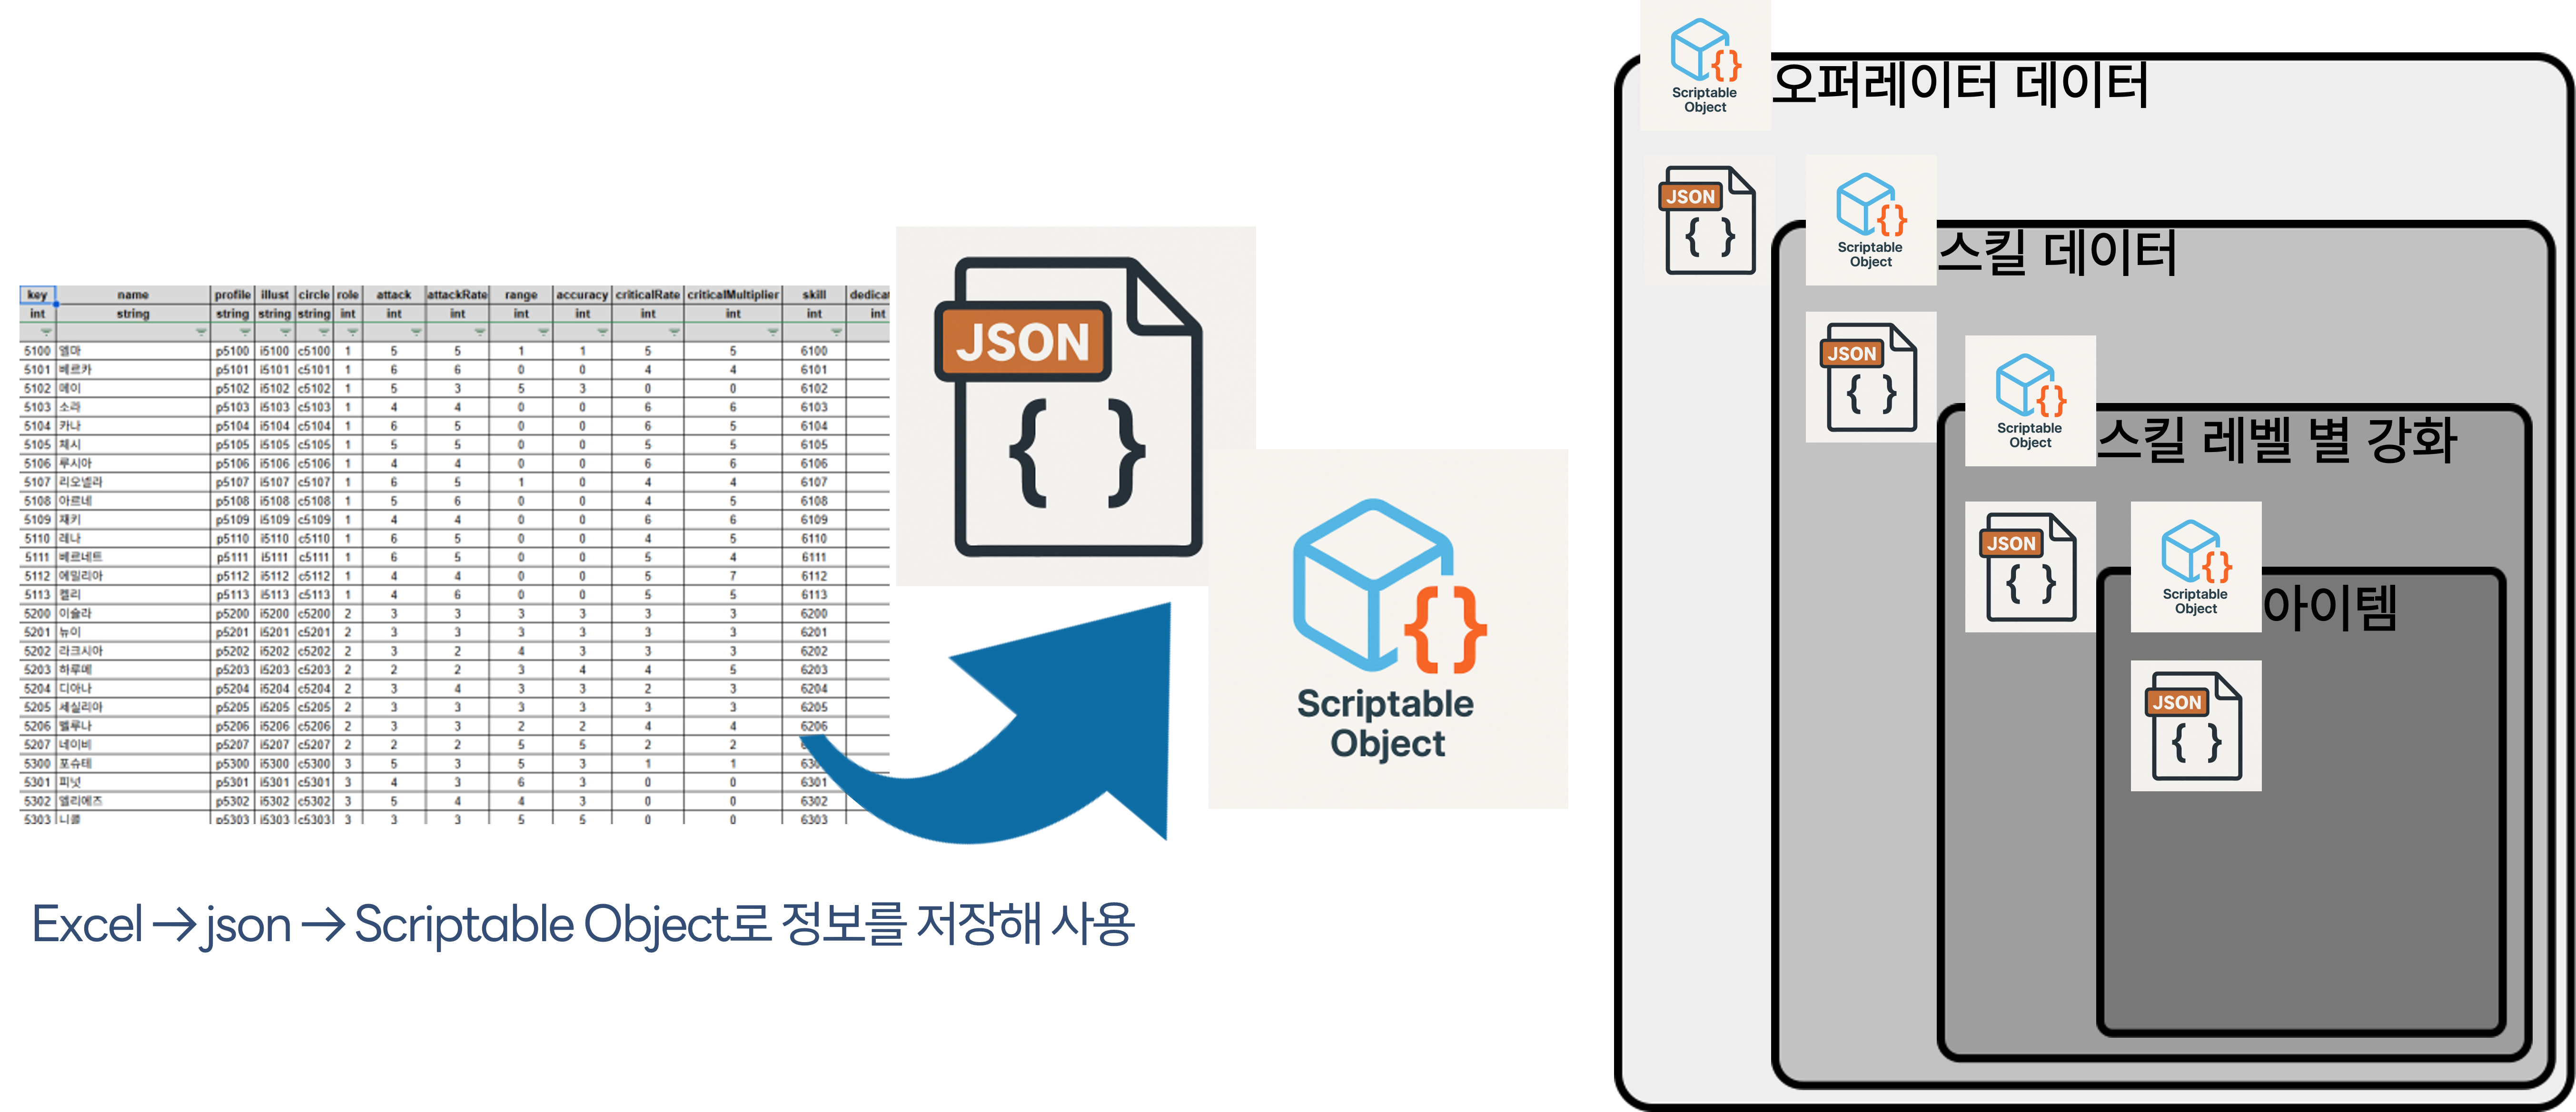 key name profile illust circle role attack attackRate range accuracy criticalRate criticalMultiplier skill dedicat
int string string string string int int int int int int int int int
5100 엘마 p5100 i5100 c5100 1 5 5 1 1 5 5 6100
5101 베르카 p5101 i5101 c5101 1 6 6 0 0 4 4 6101
5102 메이 p5102 i5102 c5102 1 5 3 5 3 0 0 6102
5103 소라 p5103 i5103 c5103 1 4 4 0 0 6 6 6103
5104 카나 p5104 i5104 c5104 1 6 5 0 0 6 5 6104
5105 체시 p5105 i5105 c5105 1 5 5 0 0 5 5 6105
5106 루시아 p5106 i5106 c5106 1 4 4 0 0 6 6 6106
5107 리오넬라 p5107 i5107 c5107 1 6 5 1 0 4 4 6107
5108 아르네 p5108 i5108 c5108 1 5 6 0 0 4 5 6108
5109 재키 p5109 i5109 c5109 1 4 4 0 0 6 6 6109
5110 레나 p5110 i5110 c5110 1 6 5 0 0 4 5 6110
5111 베르네트 p5111 i5111 c5111 1 6 5 0 0 5 4 6111
5112 에밀리아 p5112 i5112 c5112 1 4 4 0 0 5 7 6112
5113 켈리 p5113 i5113 c5113 1 4 6 0 0 5 5 6113
5200 이슬라 p5200 i5200 c5200 2 3 3 3 3 3 3 6200
5201 뉴이 p5201 i5201 c5201 2 3 3 3 3 3 3 6201
5202 라크시아 p5202 i5202 c5202 2 3 2 4 3 3 3 6202
5203 하루메 p5203 i5203 c5203 2 2 2 3 4 4 5 6203
5204 디아나 p5204 i5204 c5204 2 3 4 3 3 2 3 6204
5205 세실리아 p5205 i5205 c5205 2 3 3 3 3 3 3 6205
5206 벨루나 p5206 i5206 c5206 2 3 3 2 2 4 4 6206
5207 네이비 p5207 i5207 c5207 2 2 2 5 5 2 2
5300 포슈테 p5300 i5300 c5300 3 5 3 5 3 1 1
5301 피넛 p5301 i5301 c5301 3 4 3 6 3 0 0 6301
5302 엘리에즈 p5302 i5302 c5302 3 5 4 4 3 0 0 6302
5303 니콜 p5303 i5303 c5303 3 3 3 5 5 0 0 6303
JSON
{ }
{}
Scriptable
Object
Excel → json → Scriptable Object로 정보를 저장해 사용
{}
Scriptable
Object
오퍼레이터 데이터
JSON
{ }
{}
Scriptable
Object
스킬 데이터
JSON
{ }
{}
Scriptable
Object
스킬 레벨 별 강화
JSON
{ }
{}
Scriptable
Object
아이템
JSON
{ }